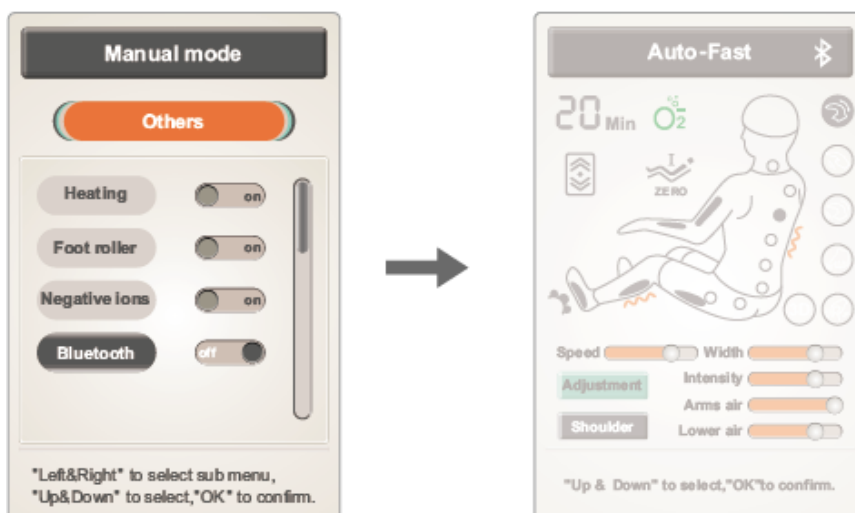 Manual mode
Others
Heating on
Foot roller on
Negative ions on
Bluetooth off
"Left&Right" to select sub menu,
"Up&Down" to select,"OK" to confirm.
Auto-Fast
20 Min O2
I
ZERO
Speed Width
Adjustment Intensity
Arms air
Shoulder Lower air
"Up & Down" to select,"OK"to confirm.